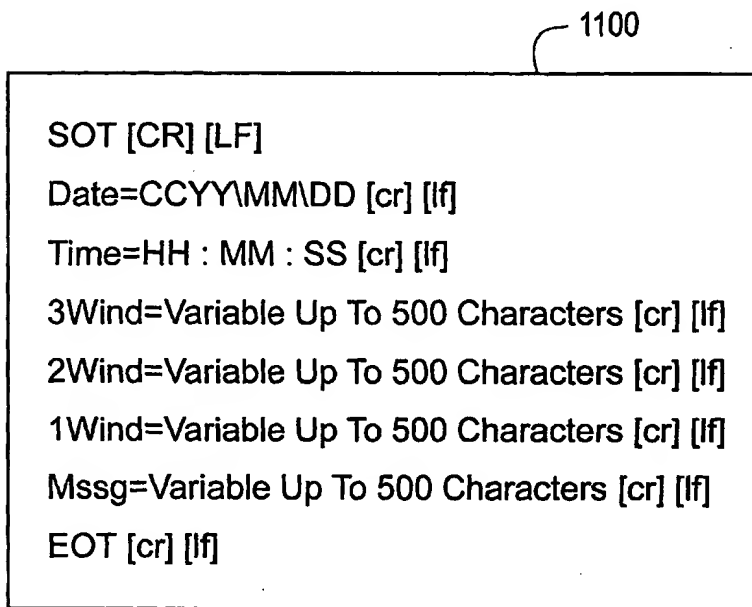 1100
SOT [CR] [LF]
Date=CCYY\MM\DD [cr] [lf]
Time=HH : MM : SS [cr] [lf]
3Wind=Variable Up To 500 Characters [cr] [lf]
2Wind=Variable Up To 500 Characters [cr] [lf]
1Wind=Variable Up To 500 Characters [cr] [lf]
Mssg=Variable Up To 500 Characters [cr] [lf]
EOT [cr] [lf]